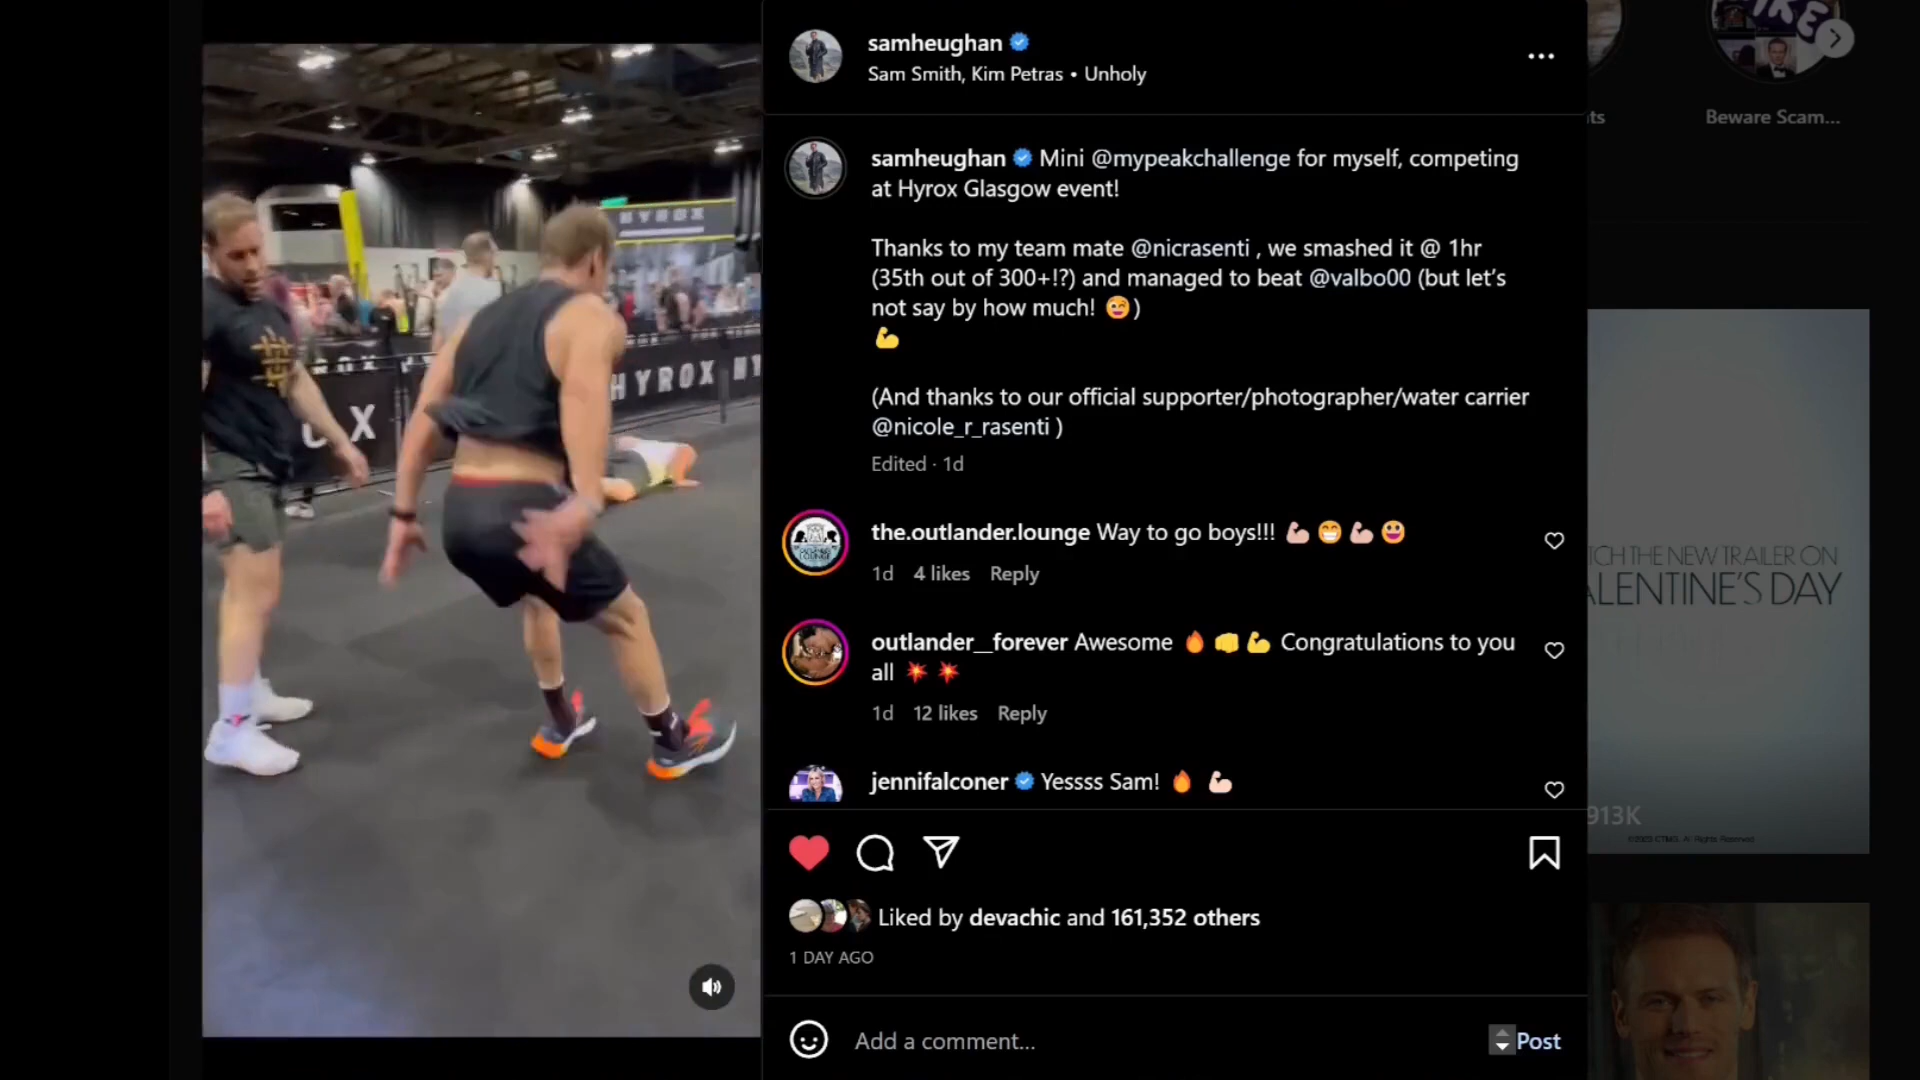 samheughan
Sam Smith, Kim Petras • Unholy
samheughan Mini @mypeakchallenge for myself, competing
at Hyrox Glasgow event!
Thanks to my team mate @nicrasenti , we smashed it @ 1hr
(35th out of 300+!?) and managed to beat @valbo00 (but let’s
not say by how much! 😅)
💪
(And thanks to our official supporter/photographer/water carrier
@nicole_r_rasenti )
Edited · 1d
the.outlander.lounge Way to go boys!!! 💪🏻😁💪🏻😃
1d 4 likes Reply
outlander__forever Awesome 🔥👊💪 Congratulations to you
all 💥💥
1d 12 likes Reply
jennifalconer Yessss Sam! 🔥 💪🏻
Liked by devachic and 161,352 others
1 DAY AGO
Add a comment...
Post
HYROX
HYROX
X
Beware Scam...
TCH THE NEW TRAILER ON
ALENTINE'S DAY
913K